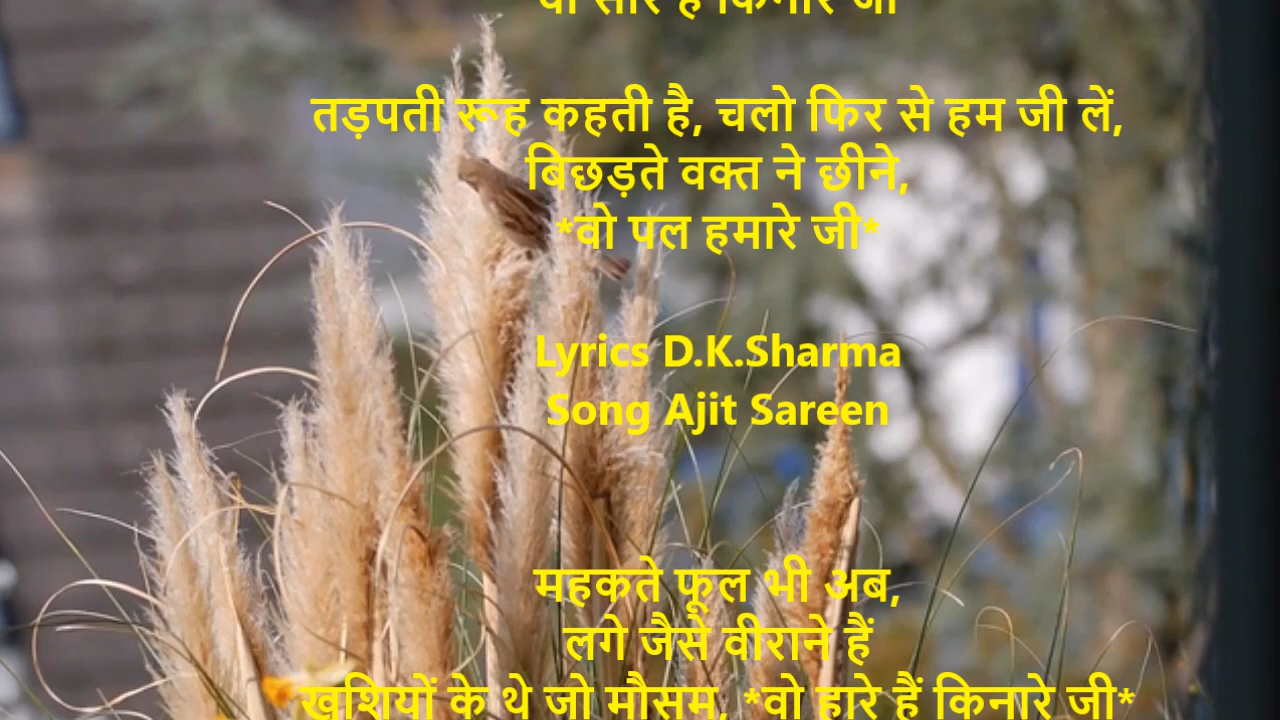 वो सारे हैं किनारे जी
तड़पती रूह कहती है, चलो फिर से हम जी लें,
बिछड़ते वक्त ने छीने,
*वो पल हमारे जी*
Lyrics D.K.Sharma
Song Ajit Sareen
महकते फूल भी अब,
लगे जैसे वीराने हैं
खुशियों के थे जो मौसम, *वो हारे हैं किनारे जी*